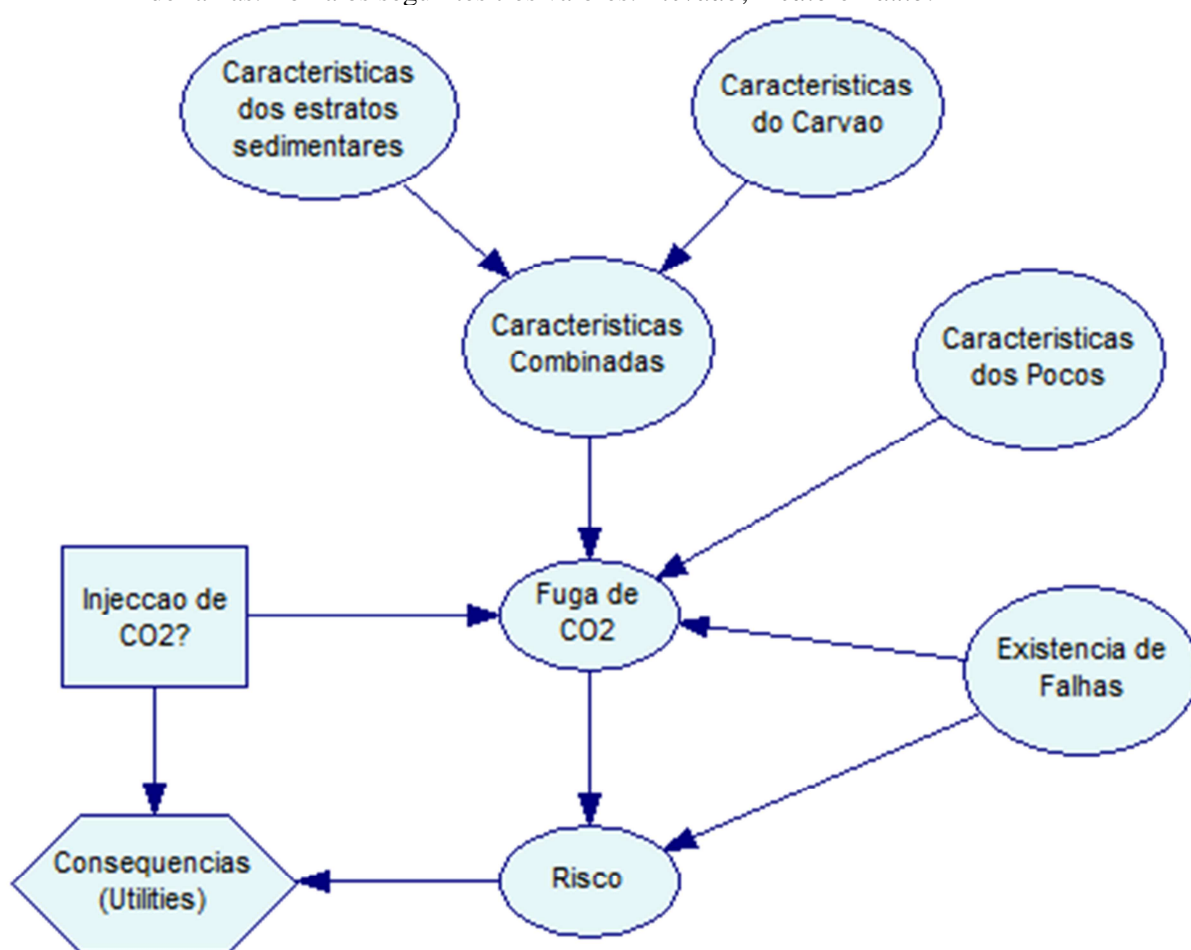 Caracteristicas
dos estratos
sedimentares
Caracteristicas
do Carvao
Caracteristicas
Combinadas
Caracteristicas
dos Pocos
Injeccao de
CO2?
Fuga de
CO2
Existencia de
Falhas
Consequencias
(Utilities)
Risco